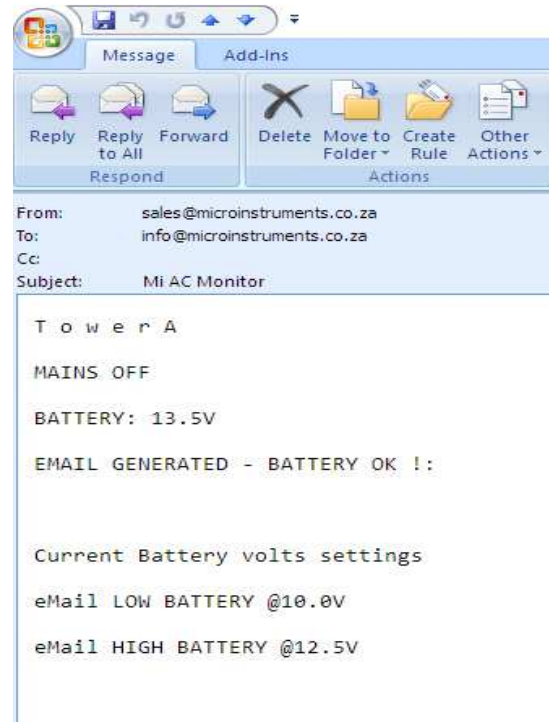 Message Add-Ins
Reply Reply to All Forward Delete Move to Folder Create Rule Other Actions
Respond Actions
From: sales@microinstruments.co.za
To: info@microinstruments.co.za
Cc:
Subject: Mi AC Monitor
T o w e r A
MAINS OFF
BATTERY: 13.5V
EMAIL GENERATED - BATTERY OK !:
Current Battery volts settings
eMail LOW BATTERY @10.0V
eMail HIGH BATTERY @12.5V